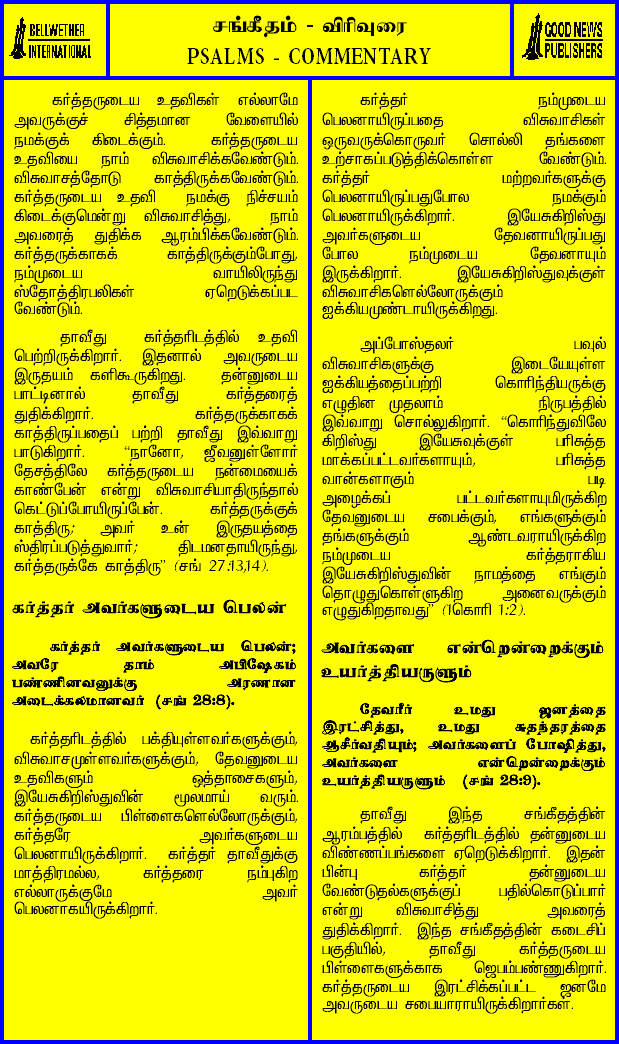 BELLWETHER
INTERNATIONAL
சங்கீதம் - விரிவுரை
PSALMS - COMMENTARY
GOOD NEWS
PUBLISHERS
கர்த்தருடைய உதவிகள் எல்லாமே
அவருக்குச் சித்தமான வேளையில்
நமக்குக் கிடைக்கும். கர்த்தருடைய
உதவியை நாம் விசுவாசிக்கவேண்டும்.
விசுவாசத்தோடு காத்திருக்கவேண்டும்.
கர்த்தருடைய உதவி நமக்கு நிச்சயம்
கிடைக்குமென்று விசுவாசித்து, நாம்
அவரைத் துதிக்க ஆரம்பிக்கவேண்டும்.
கர்த்தருக்காகக் காத்திருக்கும்போது,
நம்முடைய வாயிலிருந்து
ஸ்தோத்திரபலிகள் ஏறெடுக்கப்பட
வேண்டும்.
தாவீது கர்த்தரிடத்தில் உதவி
பெற்றிருக்கிறார். இதனால் அவருடைய
இருதயம் களிகூருகிறது. தன்னுடைய
பாட்டினால் தாவீது கர்த்தரைத்
துதிக்கிறார். கர்த்தருக்காகக்
காத்திருப்பதைப் பற்றி தாவீது இவ்வாறு
பாடுகிறார். “நானோ, ஜீவனுள்ளோர்
தேசத்திலே கர்த்தருடைய நன்மையைக்
காண்பேன் என்று விசுவாசியாதிருந்தால்
கெட்டுப்போயிருப்பேன். கர்த்தருக்குக்
காத்திரு; அவர் உன் இருதயத்தை
ஸ்திரப்படுத்துவார்; திடமனதாயிருந்து,
கர்த்தருக்கே காத்திரு” (சங் 27:13,14).
கர்த்தர் அவர்களுடைய பெலன்
கர்த்தர் அவர்களுடைய பெலன்;
அவரே தாம் அபிஷேகம்
பண்ணினவனுக்கு அரணான
அடைக்கலமானவர் (சங் 28:8).
கர்த்தரிடத்தில் பக்தியுள்ளவர்களுக்கும்,
விசுவாசமுள்ளவர்களுக்கும், தேவனுடைய
உதவிகளும் ஒத்தாசைகளும்,
இயேசுகிறிஸ்துவின் மூலமாய் வரும்.
கர்த்தருடைய பிள்ளைகளெல்லோருக்கும்,
கர்த்தரே அவர்களுடைய
பெலனாயிருக்கிறார். கர்த்தர் தாவீதுக்கு
மாத்திரமல்ல, கர்த்தரை நம்புகிற
எல்லாருக்குமே அவர்
பெலனாகயிருக்கிறார்.
கர்த்தர் நம்முடைய
பெலனாயிருப்பதை விசுவாசிகள்
ஒருவருக்கொருவர் சொல்லி தங்களை
உற்சாகப்படுத்திக்கொள்ள வேண்டும்.
கர்த்தர் மற்றவர்களுக்கு
பெலனாயிருப்பதுபோல நமக்கும்
பெலனாயிருக்கிறார். இயேசுகிறிஸ்து
அவர்களுடைய தேவனாயிருப்பது
போல நம்முடைய தேவனாயும்
இருக்கிறார். இயேசுகிறிஸ்துவுக்குள்
விசுவாசிகளெல்லோருக்கும்
ஐக்கியமுண்டாயிருக்கிறது.
அப்போஸ்தலர் பவுல்
விசுவாசிகளுக்கு இடையேயுள்ள
ஐக்கியத்தைப்பற்றி கொரிந்தியருக்கு
எழுதின முதலாம் நிருபத்தில்
இவ்வாறு சொல்லுகிறார். “கொரிந்துவிலே
கிறிஸ்து இயேசுவுக்குள் பரிசுத்த
மாக்கப்பட்டவர்களாயும், பரிசுத்த
வான்களாகும் படி
அழைக்கப் பட்டவர்களாயுமிருக்கிற
தேவனுடைய சபைக்கும், எங்களுக்கும்
தங்களுக்கும் ஆண்டவராயிருக்கிற
நம்முடைய கர்த்தராகிய
இயேசுகிறிஸ்துவின் நாமத்தை எங்கும்
தொழுதுகொள்ளுகிற அனைவருக்கும்
எழுதுகிறதாவது” (1கொரி 1:2).
அவர்களை என்றென்றைக்கும்
உயர்த்தியருளும்
தேவரீர் உமது ஜனத்தை
இரட்சித்து, உமது சுதந்தரத்தை
ஆசீர்வதியும்; அவர்களைப் போஷித்து,
அவர்களை என்றென்றைக்கும்
உயர்த்தியருளும் (சங் 28:9).
தாவீது இந்த சங்கீதத்தின்
ஆரம்பத்தில் கர்த்தரிடத்தில் தன்னுடைய
விண்ணப்பங்களை ஏறெடுக்கிறார். இதன்
பின்பு கர்த்தர் தன்னுடைய
வேண்டுதல்களுக்குப் பதில்கொடுப்பார்
என்று விசுவாசித்து அவரைத்
துதிக்கிறார். இந்த சங்கீதத்தின் கடைசிப்
பகுதியில், தாவீது கர்த்தருடைய
பிள்ளைகளுக்காக ஜெபம்பண்ணுகிறார்.
கர்த்தருடைய இரட்சிக்கப்பட்ட ஜனமே
அவருடைய சபையாராயிருக்கிறார்கள்.